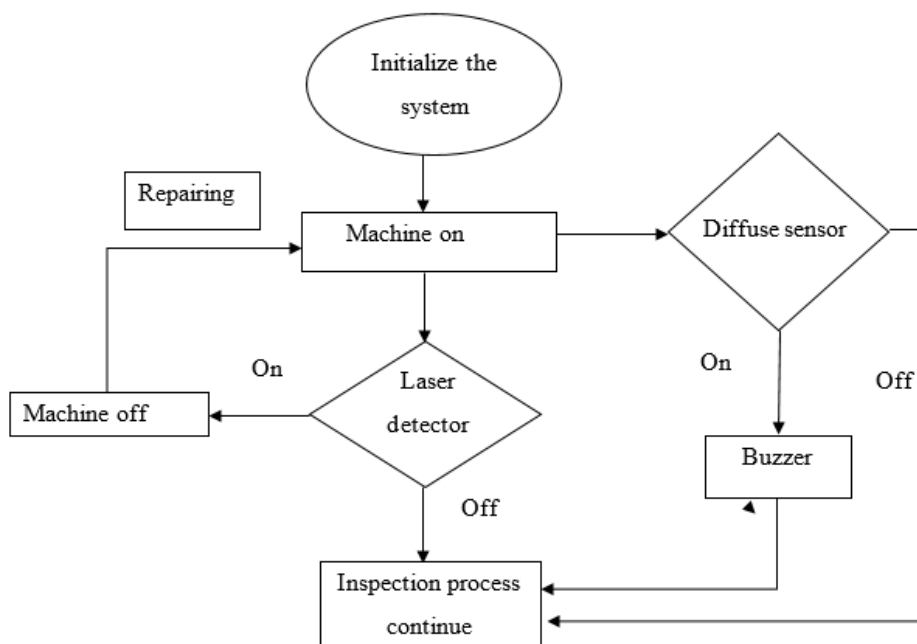 Initialize the
system
Repairing
Machine on
Diffuse sensor
On
Laser
detector
On
Off
Machine off
Buzzer
Off
Inspection process
continue